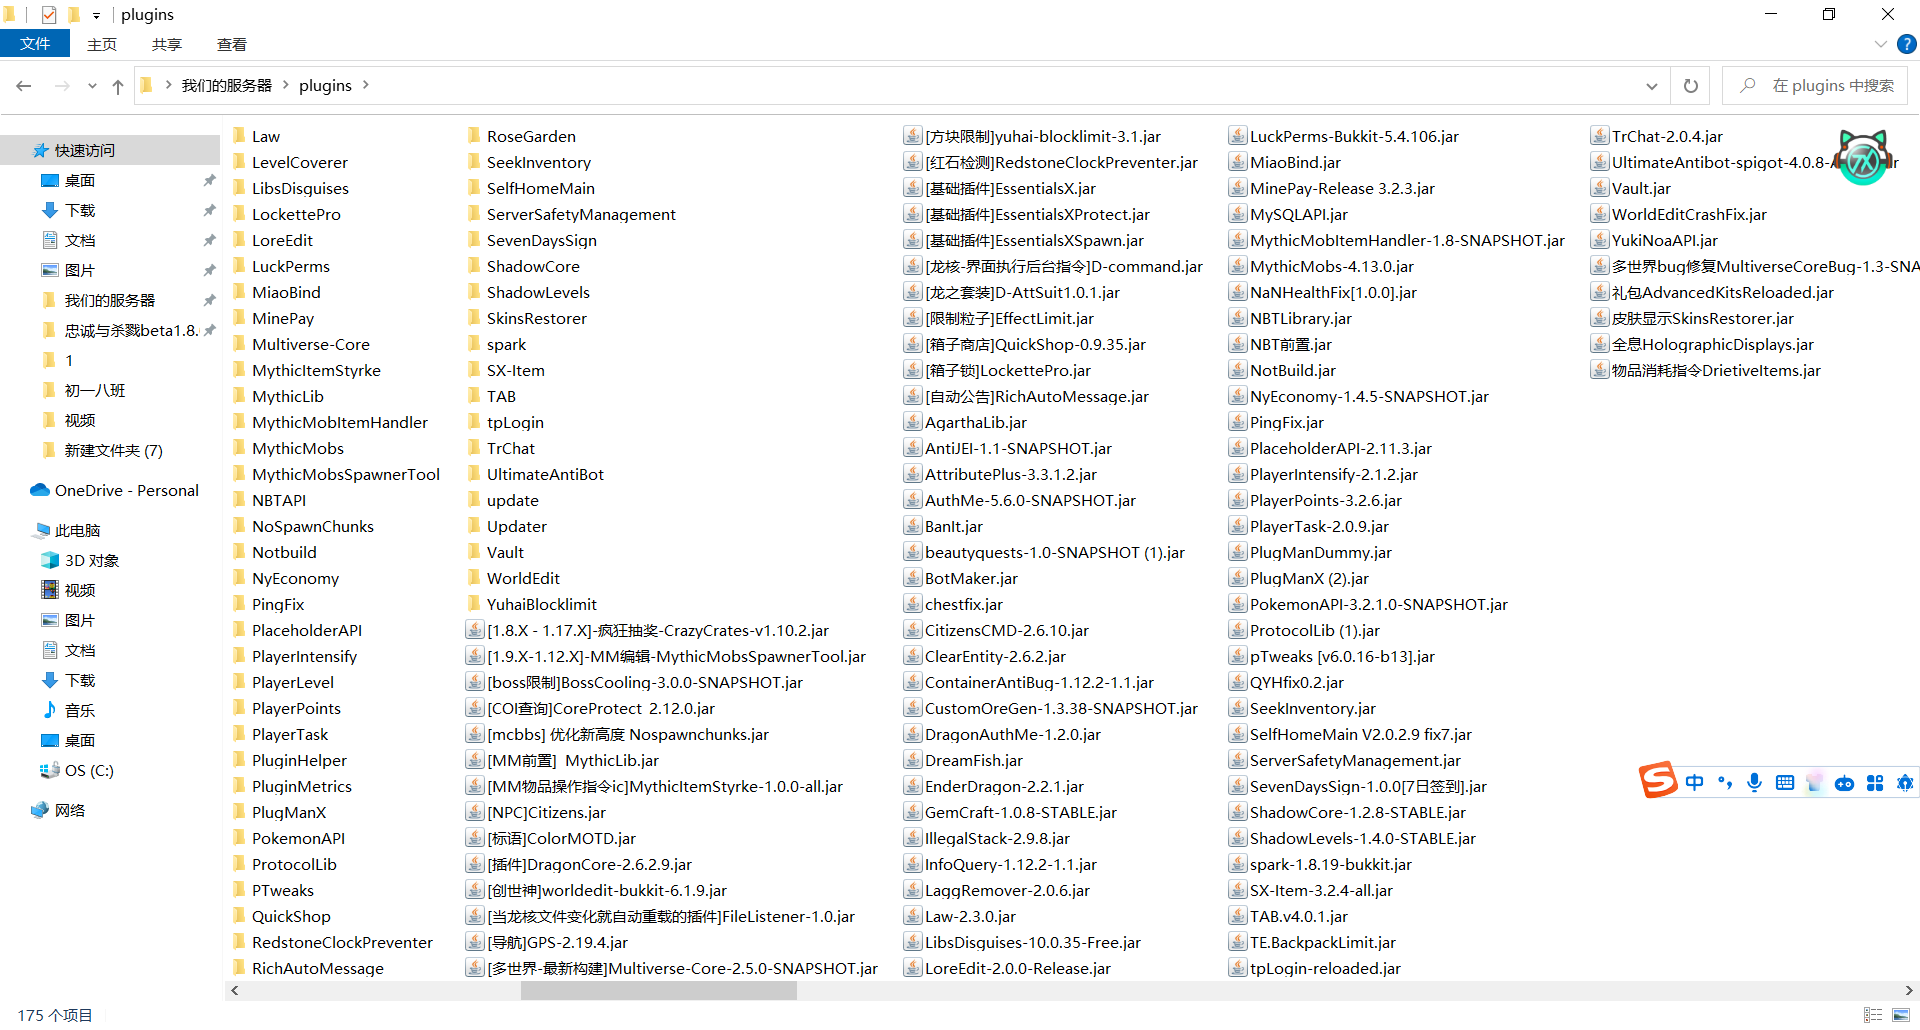 plugins
文件
主页
共享
查看
我们的服务器
plugins
在 plugins 中搜索
快速访问
桌面
下载
文档
图片
我们的服务器
忠诚与杀戮beta1.8.
1
初一八班
视频
新建文件夹 (7)
OneDrive - Personal
此电脑
3D 对象
视频
图片
文档
下载
音乐
桌面
OS (C:)
网络
Law
LevelCoverer
LibsDisguises
LockettePro
LoreEdit
LuckPerms
MiaoBind
MinePay
Multiverse-Core
MythicItemStyrke
MythicLib
MythicMobItemHandler
MythicMobs
MythicMobsSpawnerTool
NBTAPI
NoSpawnChunks
Notbuild
NyEconomy
PingFix
PlaceholderAPI
PlayerIntensify
PlayerLevel
PlayerPoints
PlayerTask
PluginHelper
PluginMetrics
PlugManX
PokemonAPI
ProtocolLib
PTweaks
QuickShop
RedstoneClockPreventer
RichAutoMessage
RoseGarden
SeekInventory
SelfHomeMain
ServerSafetyManagement
SevenDaysSign
ShadowCore
ShadowLevels
SkinsRestorer
spark
SX-Item
TAB
tpLogin
TrChat
UltimateAntiBot
update
Updater
Vault
WorldEdit
YuhaiBlocklimit
[1.8.X - 1.17.X]-疯狂抽奖-CrazyCrates-v1.10.2.jar
[1.9.X-1.12.X]-MM编辑-MythicMobsSpawnerTool.jar
[boss限制]BossCooling-3.0.0-SNAPSHOT.jar
[COI查询]CoreProtect 2.12.0.jar
[mcbbs] 优化新高度 Nospawnchunks.jar
[MM前置] MythicLib.jar
[MM物品操作指令ic]MythicItemStyrke-1.0.0-all.jar
[NPC]Citizens.jar
[标语]ColorMOTD.jar
[插件]DragonCore-2.6.2.9.jar
[创世神]worldedit-bukkit-6.1.9.jar
[当龙核文件变化就自动重载的插件]FileListener-1.0.jar
[导航]GPS-2.19.4.jar
[多世界-最新构建]Multiverse-Core-2.5.0-SNAPSHOT.jar
[方块限制]yuhai-blocklimit-3.1.jar
[红石检测]RedstoneClockPreventer.jar
[基础插件]EssentialsX.jar
[基础插件]EssentialsXProtect.jar
[基础插件]EssentialsXSpawn.jar
[龙核-界面执行后台指令]D-command.jar
[龙之套装]D-AttSuit1.0.1.jar
[限制粒子]EffectLimit.jar
[箱子商店]QuickShop-0.9.35.jar
[箱子锁]LockettePro.jar
[自动公告]RichAutoMessage.jar
AgarthaLib.jar
AntiJEI-1.1-SNAPSHOT.jar
AttributePlus-3.3.1.2.jar
AuthMe-5.6.0-SNAPSHOT.jar
BanIt.jar
beautyquests-1.0-SNAPSHOT (1).jar
BotMaker.jar
chestfix.jar
CitizensCMD-2.6.10.jar
ClearEntity-2.6.2.jar
ContainerAntiBug-1.12.2-1.1.jar
CustomOreGen-1.3.38-SNAPSHOT.jar
DragonAuthMe-1.2.0.jar
DreamFish.jar
EnderDragon-2.2.1.jar
GemCraft-1.0.8-STABLE.jar
IllegalStack-2.9.8.jar
InfoQuery-1.12.2-1.1.jar
LaggRemover-2.0.6.jar
Law-2.3.0.jar
LibsDisguises-10.0.35-Free.jar
LoreEdit-2.0.0-Release.jar
LuckPerms-Bukkit-5.4.106.jar
MiaoBind.jar
MinePay-Release 3.2.3.jar
MySQLAPI.jar
MythicMobItemHandler-1.8-SNAPSHOT.jar
MythicMobs-4.13.0.jar
NaNHealthFix[1.0.0].jar
NBTLibrary.jar
NBT前置.jar
NotBuild.jar
NyEconomy-1.4.5-SNAPSHOT.jar
PingFix.jar
PlaceholderAPI-2.11.3.jar
PlayerIntensify-2.1.2.jar
PlayerPoints-3.2.6.jar
PlayerTask-2.0.9.jar
PlugManDummy.jar
PlugManX (2).jar
PokemonAPI-3.2.1.0-SNAPSHOT.jar
ProtocolLib (1).jar
pTweaks [v6.0.16-b13].jar
QYHfix0.2.jar
SeekInventory.jar
SelfHomeMain V2.0.2.9 fix7.jar
ServerSafetyManagement.jar
SevenDaysSign-1.0.0[7日签到].jar
ShadowCore-1.2.8-STABLE.jar
ShadowLevels-1.4.0-STABLE.jar
spark-1.8.19-bukkit.jar
SX-Item-3.2.4-all.jar
TAB.v4.0.1.jar
TE.BackpackLimit.jar
tpLogin-reloaded.jar
TrChat-2.0.4.jar
UltimateAntibot-spigot-4.0.8-
Vault.jar
WorldEditCrashFix.jar
YukiNoaAPI.jar
多世界bug修复MultiverseCoreBug-1.3-SNA
礼包AdvancedKitsReloaded.jar
皮肤显示SkinsRestorer.jar
全息HolographicDisplays.jar
物品消耗指令DrietiveItems.jar
中
175 个项目